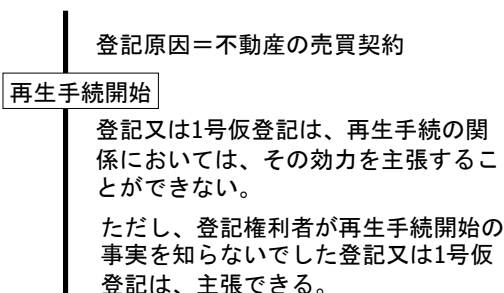 登記原因＝不動産の売買契約
再生手続開始
登記又は1号仮登記は、再生手続の関
係においては、その効力を主張するこ
とができない。
ただし、登記権利者が再生手続開始の
事実を知らないでした登記又は1号仮
登記は、主張できる。